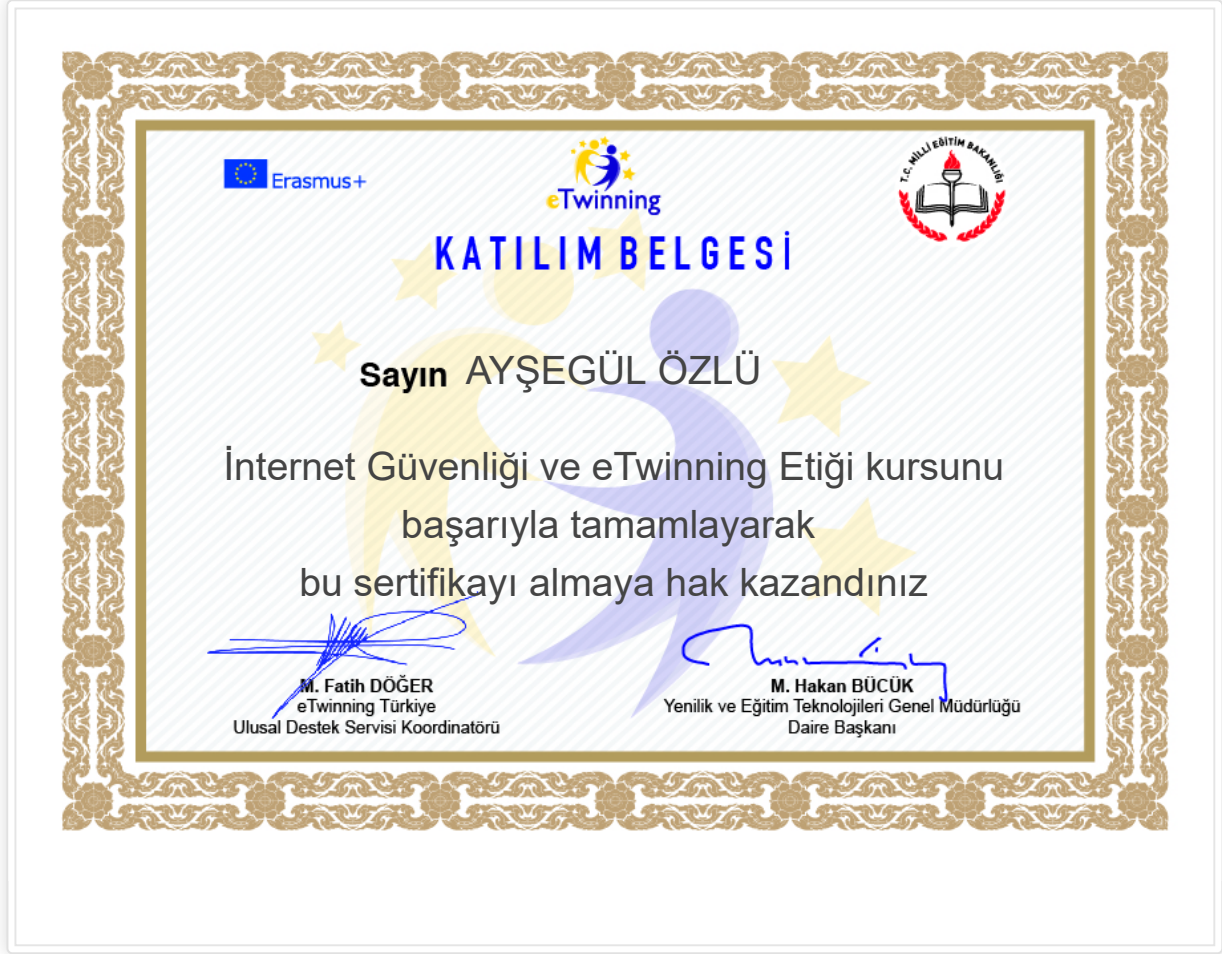 Erasmus+
eTwinning
T.C. MİLLİ EĞİTİM BAKANLIĞI
KATILIM BELGESİ
Sayın AYŞEGÜL ÖZLÜ
İnternet Güvenliği ve eTwinning Etiği kursunu
başarıyla tamamlayarak
bu sertifikayı almaya hak kazandınız
M. Fatih DÖĞER
eTwinning Türkiye
Ulusal Destek Servisi Koordinatörü
M. Hakan BÜCÜK
Yenilik ve Eğitim Teknolojileri Genel Müdürlüğü
Daire Başkanı